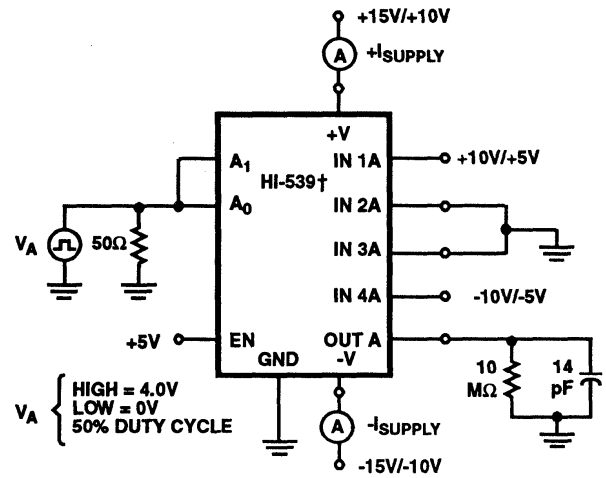 +15V/+10V
A
+ISUPPLY
+V
A1
IN 1A
+10V/+5V
HI-539†
A0
IN 2A
VA
50Ω
IN 3A
IN 4A
-10V/-5V
+5V
EN
OUT A
GND
-V
10
MΩ
14
pF
VA
HIGH = 4.0V
LOW = 0V
50% DUTY CYCLE
A
-ISUPPLY
-15V/-10V